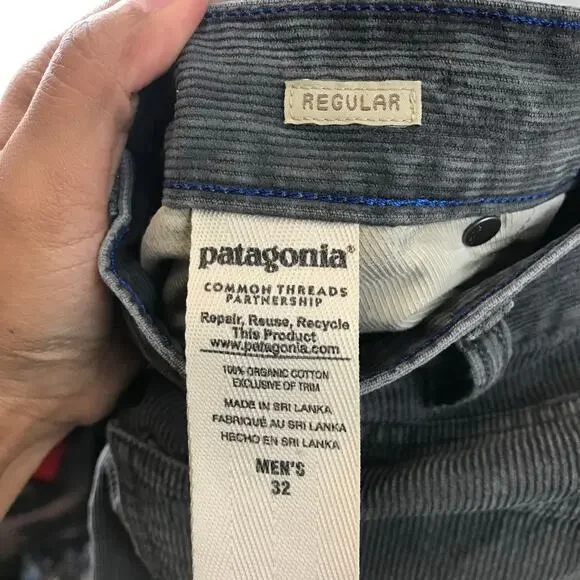 REGULAR
patagonia®
COMMON THREADS
PARTNERSHIP
Repair, Reuse, Recycle
This Product
www.patagonia.com
100% ORGANIC COTTON
EXCLUSIVE OF TRIM
MADE IN SRI LANKA
FABRIQUÉ AU SRI LANKA
HECHO EN SRI LANKA
MEN'S
32